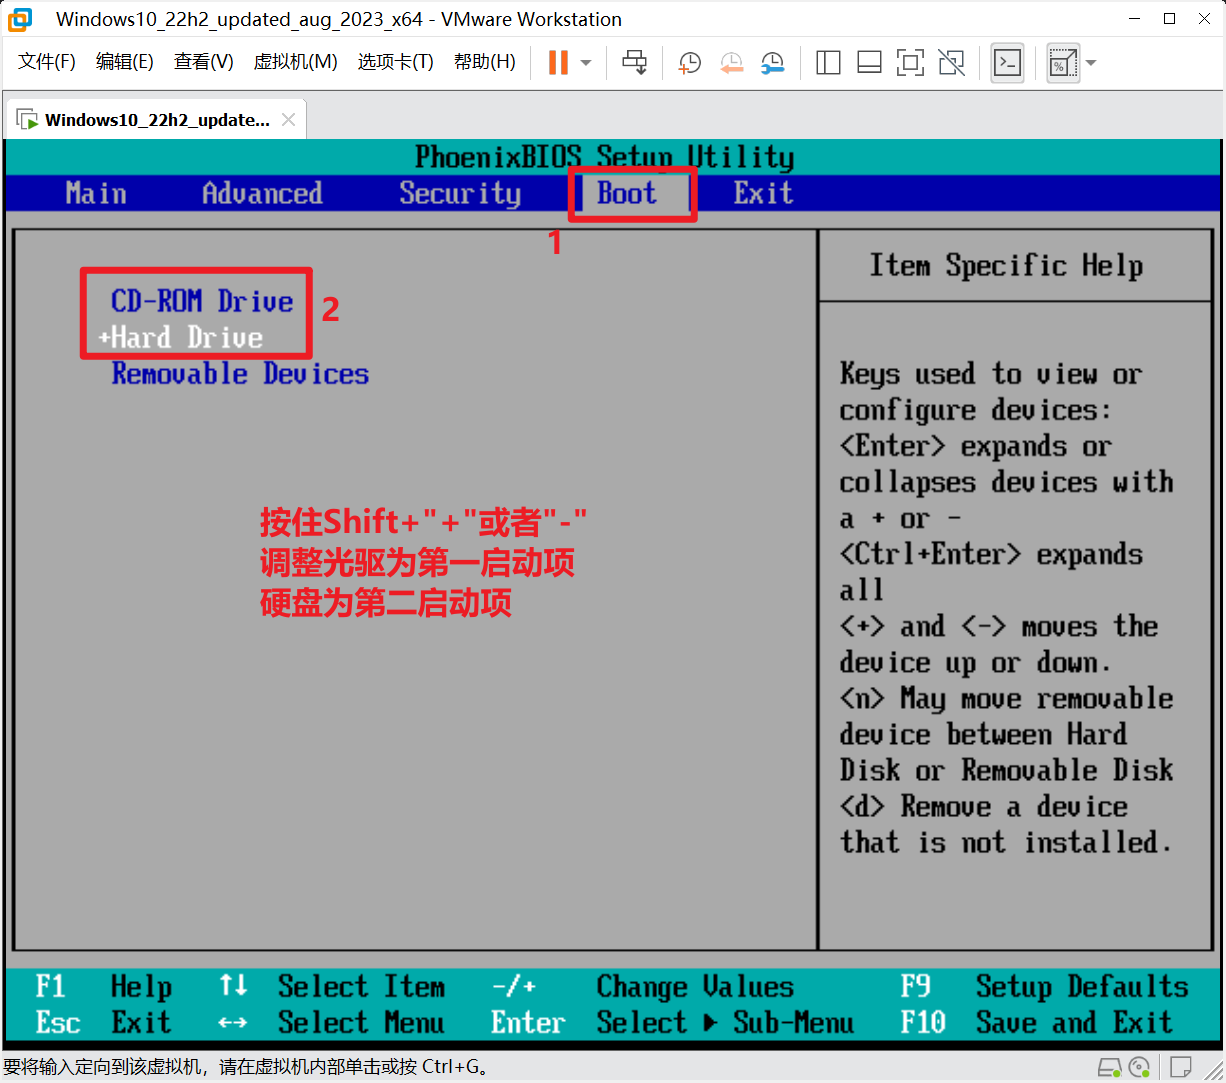 Windows10_22h2_updated_aug_2023_x64 - VMware Workstation
文件(F) 编辑(E) 查看(V) 虚拟机(M) 选项卡(T) 帮助(H)
Windows10_22h2_update...
PhoenixBIOS Setup Utility
Main Advanced Security Boot Exit
1
Item Specific Help
CD-ROM Drive
2
+Hard Drive
Removable Devices
按住Shift+"+"或者"-"
调整光驱为第一启动项
硬盘为第二启动项
Keys used to view or
configure devices:
<Enter> expands or
collapses devices with
a + or -
<Ctrl+Enter> expands
all
<+> and <-> moves the
device up or down.
<n> May move removable
device between Hard
Disk or Removable Disk
<d> Remove a device
that is not installed.
F1 Help ↑↓ Select Item -/+ Change Values F9 Setup Defaults
Esc Exit ↔ Select Menu Enter Select ▶ Sub-Menu F10 Save and Exit
要将输入定向到该虚拟机，请在虚拟机内部单击或按 Ctrl+G。